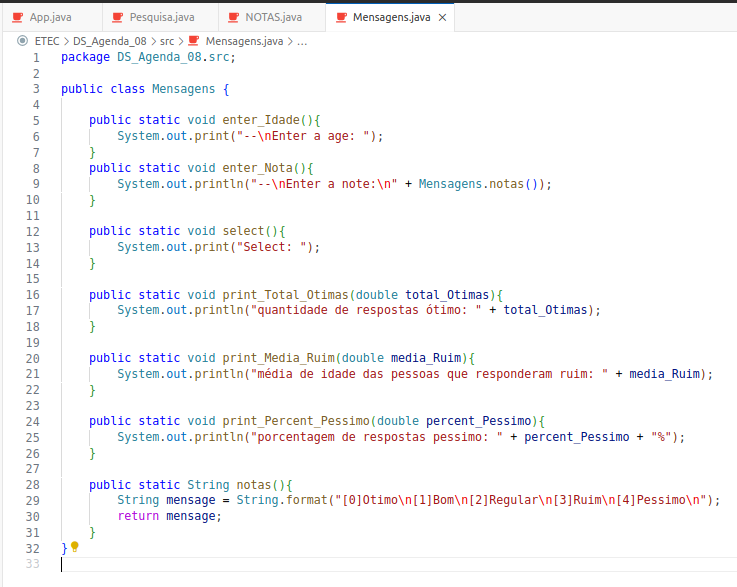 App.java Pesquisa.java NOTAS.java Mensagens.java ×
ETEC > DS_Agenda_08 > src > Mensagens.java > ...
1 package DS_Agenda_08.src;
2
3 public class Mensagens {
4
5     public static void enter_Idade(){
6         System.out.print("--\nEnter a age: ");
7     }
8     public static void enter_Nota(){
9         System.out.println("--\nEnter a note:\n" + Mensagens.notas());
10     }
11
12     public static void select(){
13         System.out.print("Select: ");
14     }
15
16     public static void print_Total_Otimas(double total_Otimas){
17         System.out.println("quantidade de respostas ótimo: " + total_Otimas);
18     }
19
20     public static void print_Media_Ruim(double media_Ruim){
21         System.out.println("média de idade das pessoas que responderam ruim: " + media_Ruim);
22     }
23
24     public static void print_Percent_Pessimo(double percent_Pessimo){
25         System.out.println("porcentagem de respostas pessimo: " + percent_Pessimo + "%");
26     }
27
28     public static String notas(){
29         String mensage = String.format("[0]Otimo\n[1]Bom\n[2]Regular\n[3]Ruim\n[4]Pessimo\n");
30         return mensage;
31     }
32 }
33